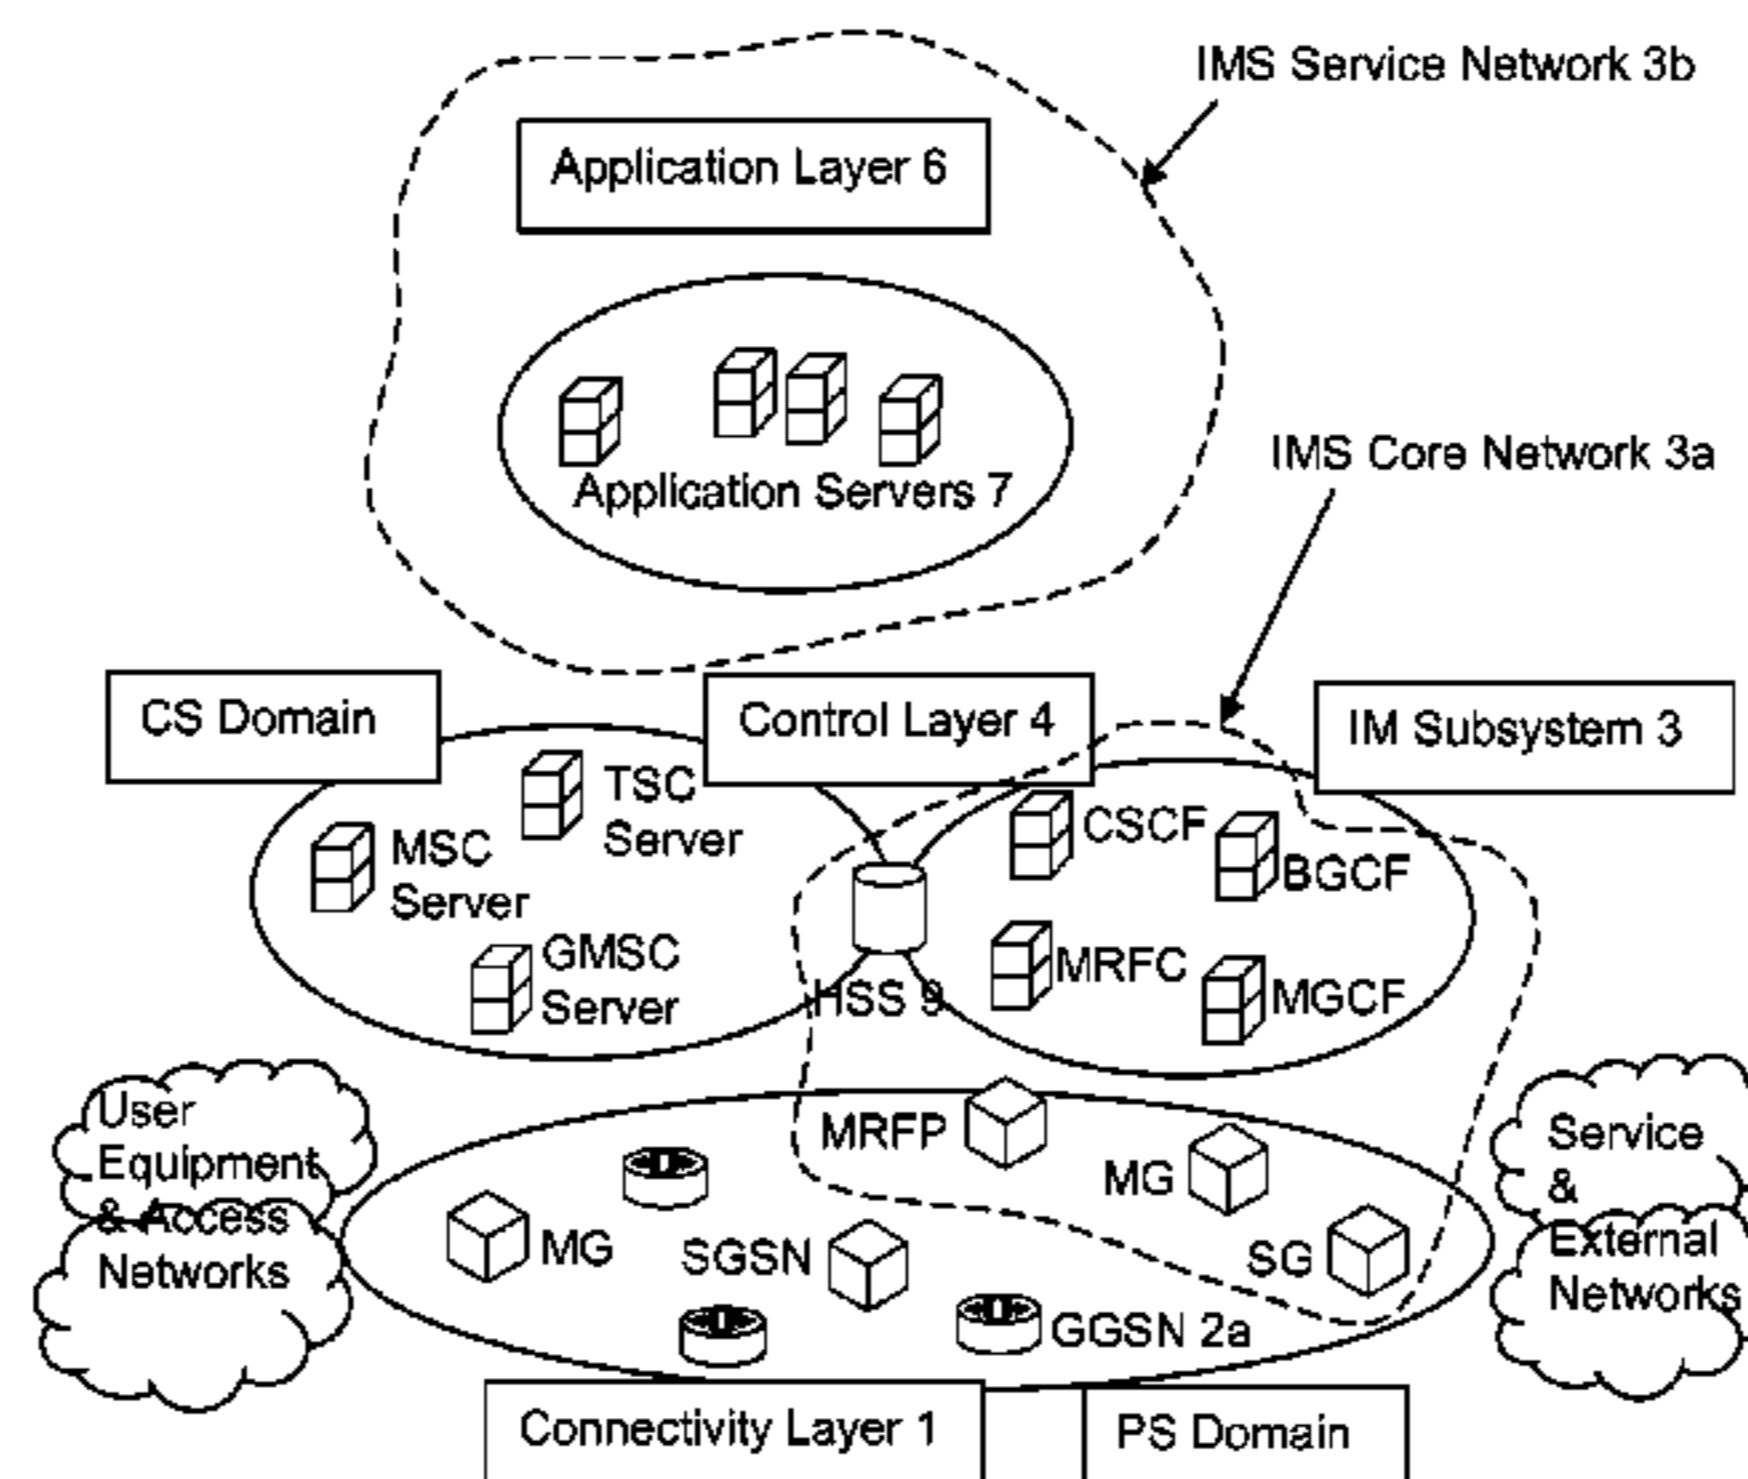 IMS Service Network 3b
Application Layer 6
IMS Core Network 3a
Application Servers 7
CS Domain
Control Layer 4
IM Subsystem 3
TSC
Server
MSC
Server
GMSC
Server
HSS 9
CSCF
BGCF
MRFC
MGCF
User
Equipment
& Access
Networks
MRFP
MG
SG
MG
SGSN
GGSN 2a
Service
&
External
Networks
Connectivity Layer 1
PS Domain